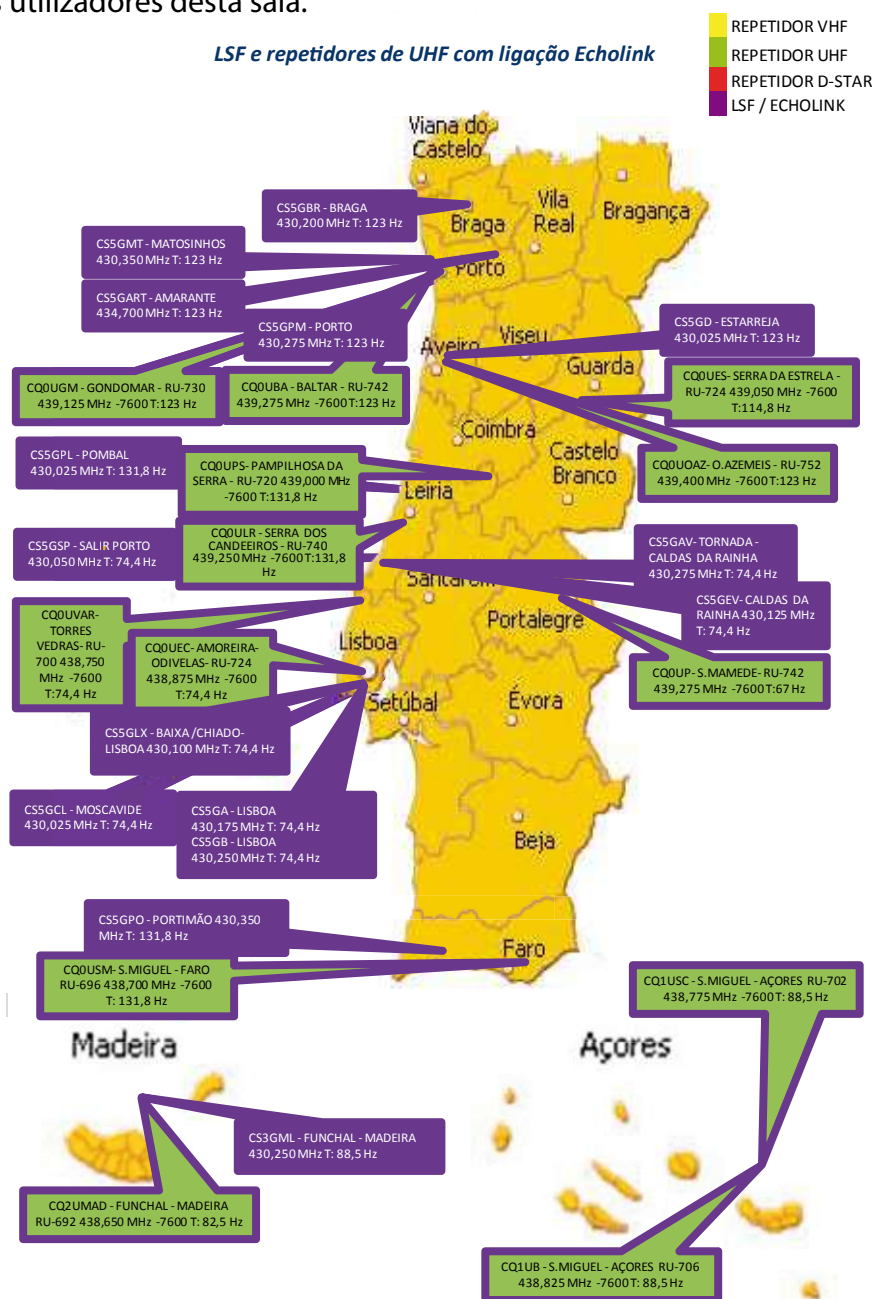 s utilizadores desta sala.
LSF e repetidores de UHF com ligação Echolink
REPETIDOR VHF
REPETIDOR UHF
REPETIDOR D-STAR
LSF / ECHOLINK
Viana do
Castelo
Braga
Vila
Real
Bragança
Porto
CS5GBR - BRAGA
430,200 MHz T: 123 Hz
CS5GMT - MATOSINHOS
430,350 MHz T: 123 Hz
CS5GART - AMARANTE
434,700 MHz T: 123 Hz
CS5GPM - PORTO
430,275 MHz T: 123 Hz
CS5GD - ESTARREJA
430,025 MHz T: 123 Hz
Aveiro
Viseu
Guarda
CQ0UGM - GONDOMAR - RU-730
439,125 MHz -7600 T:123 Hz
CQ0UBA - BALTAR - RU-742
439,275 MHz -7600 T:123 Hz
CQ0UES- SERRA DA ESTRELA -
RU-724 439,050 MHz -7600
T:114,8 Hz
Coimbra
Castelo
Branco
CS5GPL - POMBAL
430,025 MHz T: 131,8 Hz
CQ0UPS- PAMPILHOSA DA
SERRA - RU-720 439,000 MHz
-7600 T:131,8 Hz
CQ0UOAZ- O.AZEMEIS - RU-752
439,400 MHz -7600 T:123 Hz
Leiria
CS5GSP - SALIR PORTO
430,050 MHz T: 74,4 Hz
CQ0ULR - SERRA DOS
CANDEEIROS - RU-740
439,250 MHz -7600 T:131,8
Hz
CS5GAV- TORNADA -
CALDAS DA RAINHA
430,275 MHz T: 74,4 Hz
Santarém
CS5GEV- CALDAS DA
RAINHA 430,125 MHz
T: 74,4 Hz
Portalegre
CQ0UVAR-
TORRES
VEDRAS- RU-
700 438,750
MHz -7600
T:74,4 Hz
CQ0UEC- AMOREIRA-
ODIVELAS- RU-724
438,875 MHz -7600
T:74,4 Hz
Lisboa
CQ0UP- S.MAMEDE- RU-742
439,275 MHz -7600 T:67 Hz
Setúbal
Évora
CS5GLX - BAIXA /CHIADO-
LISBOA 430,100 MHz T: 74,4 Hz
CS5GCL - MOSCAVIDE
430,025 MHz T: 74,4 Hz
CS5GA - LISBOA
430,175 MHz T: 74,4 Hz
CS5GB - LISBOA
430,250 MHz T: 74,4 Hz
Beja
CS5GPO - PORTIMÃO 430,350
MHz T: 131,8 Hz
Faro
CQ0USM- S.MIGUEL - FARO
RU-696 438,700 MHz -7600
T: 131,8 Hz
CQ1USC - S.MIGUEL - AÇORES RU-702
438,775 MHz -7600 T: 88,5 Hz
Madeira
Açores
CS3GML - FUNCHAL - MADEIRA
430,250 MHz T: 88,5 Hz
CQ2UMAD - FUNCHAL - MADEIRA
RU-692 438,650 MHz -7600 T: 82,5 Hz
CQ1UB - S.MIGUEL - AÇORES RU-706
438,825 MHz -7600 T: 88,5 Hz